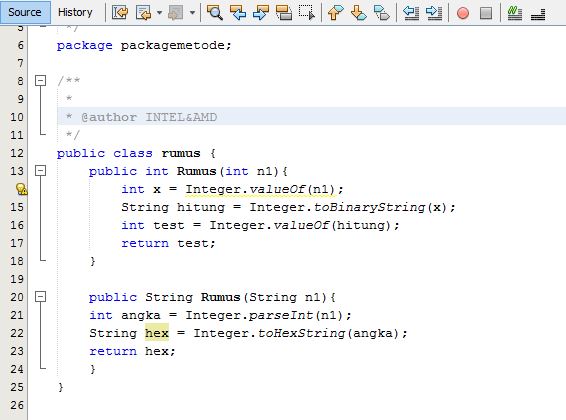 Source History
5 */
6 package packagemetode;
7
8 /**
9 *
10 * @author INTEL&AMD
11 */
12 public class rumus {
13 public int Rumus(int n1){
int x = Integer.valueOf(n1);
15 String hitung = Integer.toBinaryString(x);
16 int test = Integer.valueOf(hitung);
17 return test;
18 }
19
20 public String Rumus(String n1){
21 int angka = Integer.parseInt(n1);
22 String hex = Integer.toHexString(angka);
23 return hex;
24 }
25 }
26